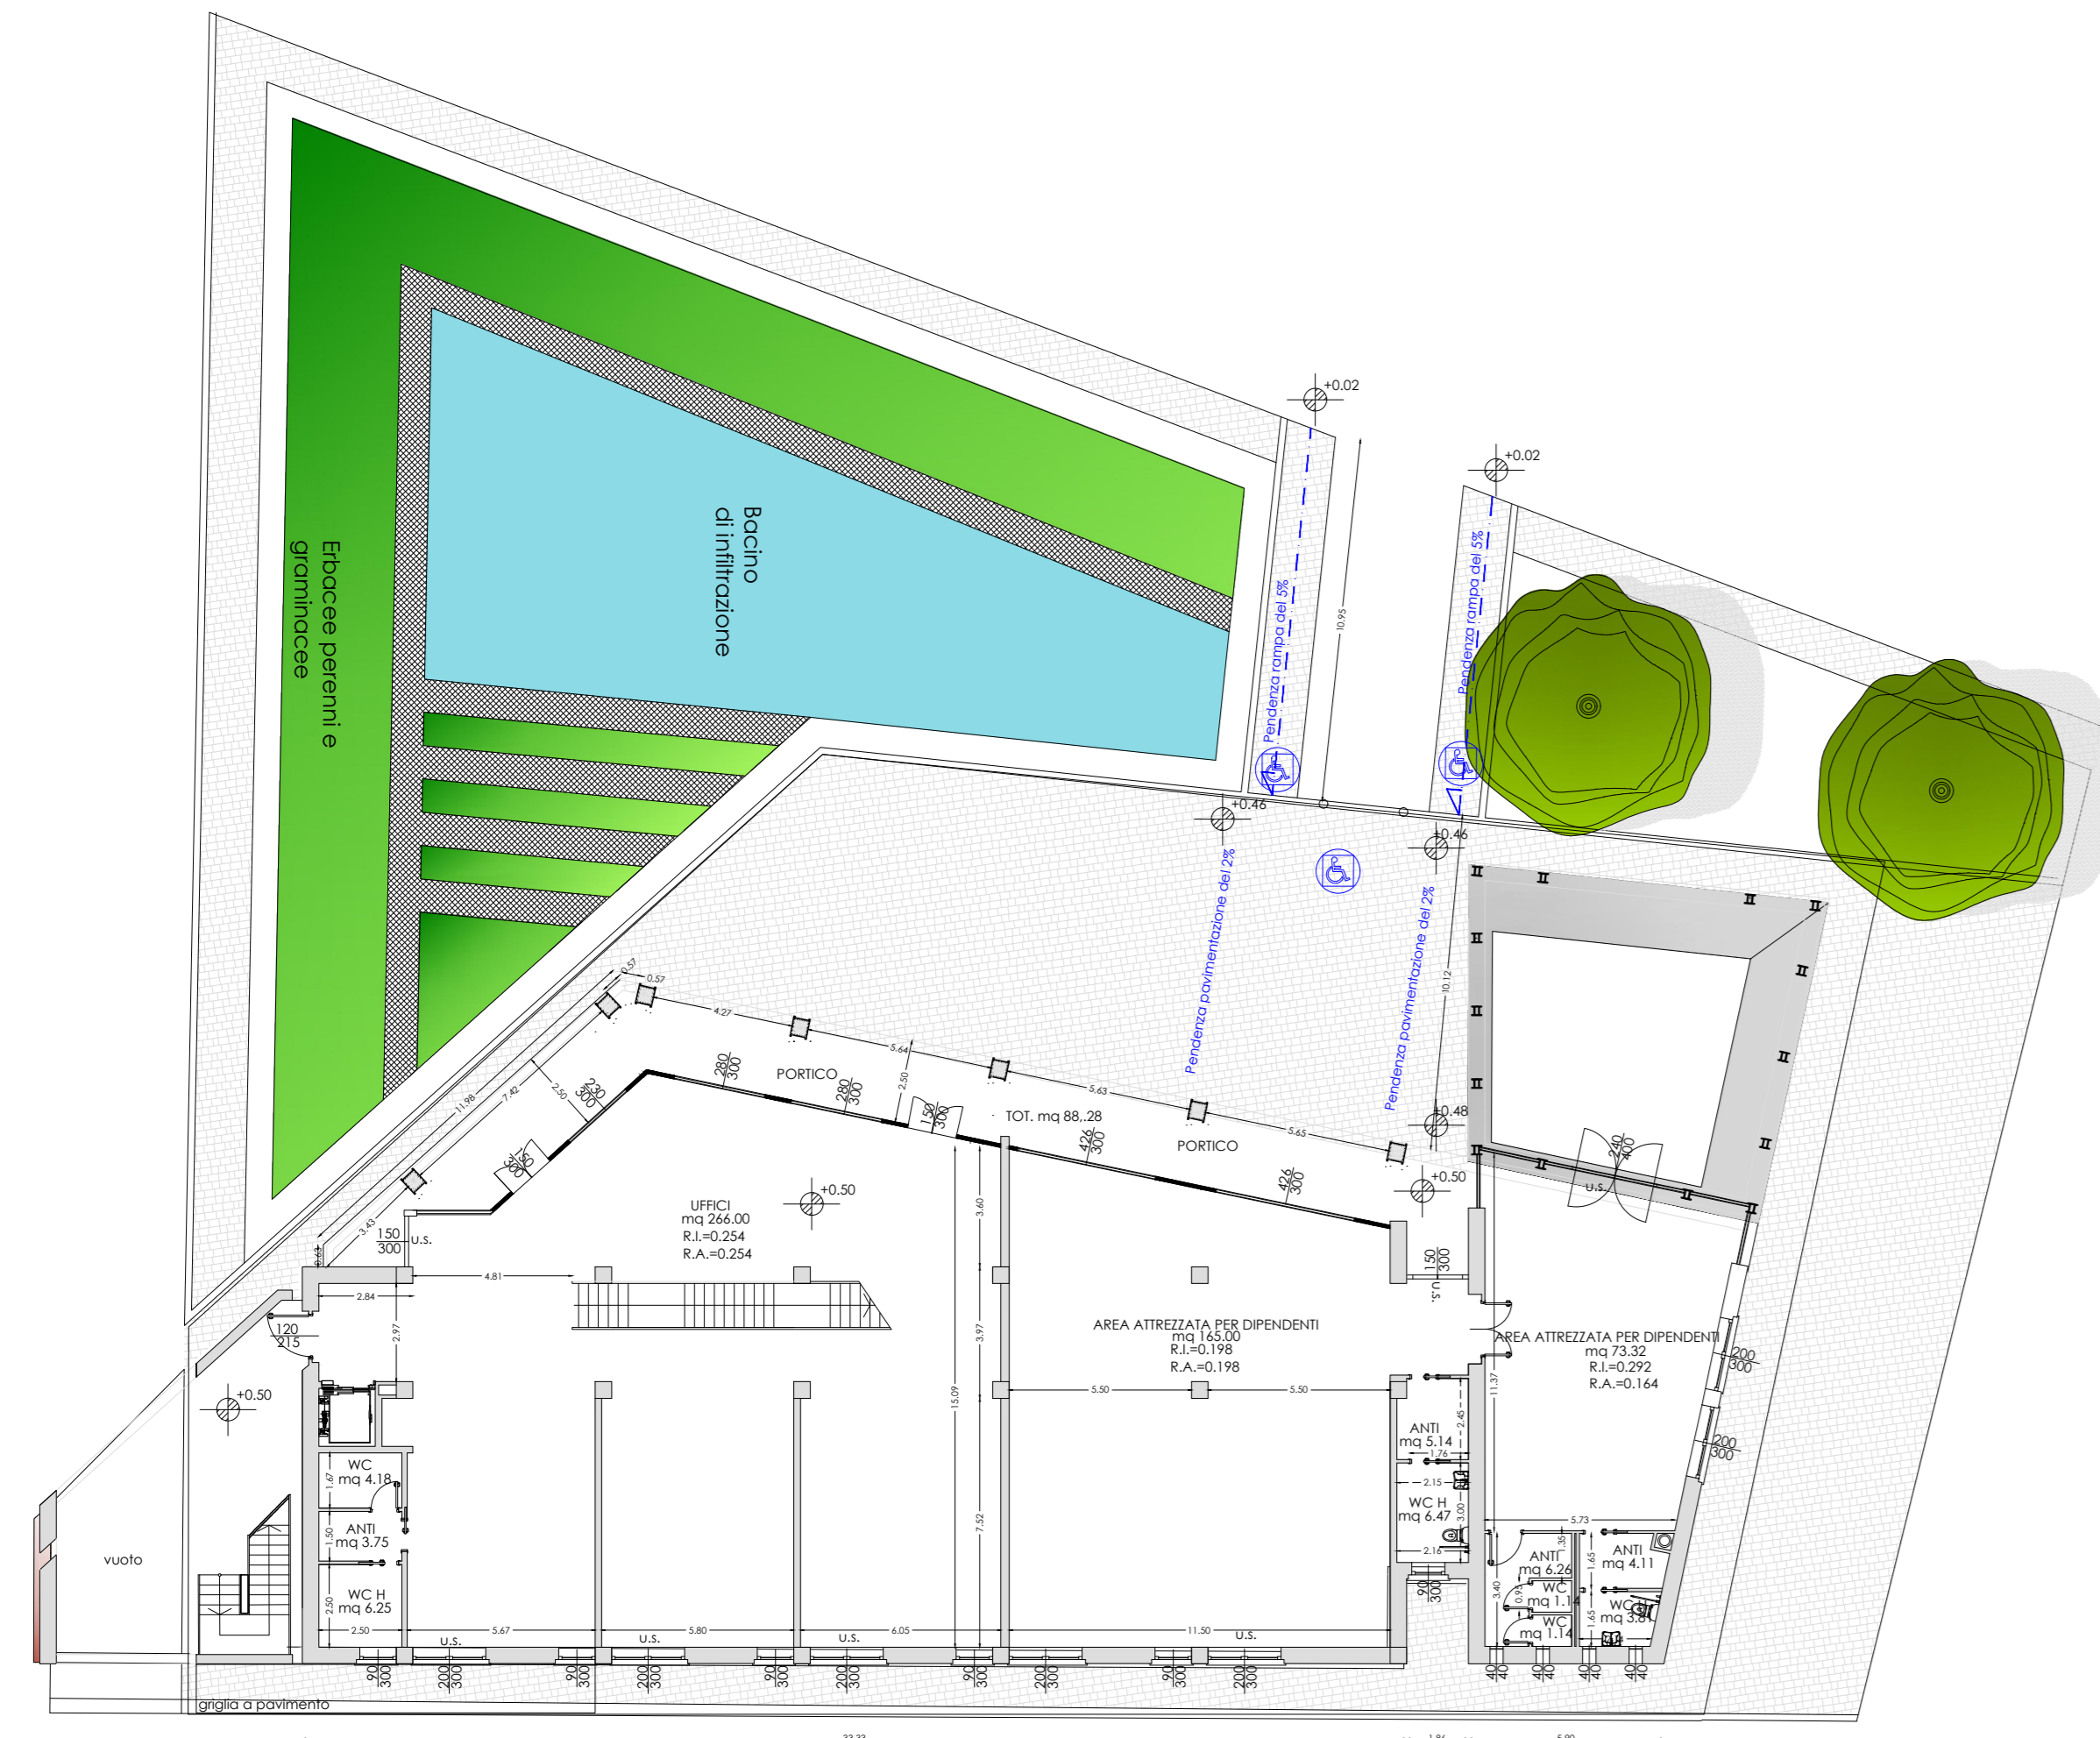 +0.02
+0.02
Bacino
di infiltrazione
Erbacee perenni e
graminacee
Pendenza rampa del 5%
Pendenza rampa del 5%
10.95
+0.46
+0.46
Pendenza pavimentazione del 2%
Pendenza pavimentazione del 2%
10.12
0.57
0.57
4.27
5.64
2.50
5.63
5.65
11.98
7.42
2.50
3.43
0.63
230
300
150
300
280
300
280
300
150
300
PORTICO
TOT. mq 88,.28
426
300
PORTICO
426
300
+0.48
+0.50
240
400
U.S.
UFFICI
mq 266.00
R.I.=0.254
R.A.=0.254
+0.50
150
300
U.S.
4.81
2.84
2.97
120
215
+0.50
3.60
3.97
15.09
7.52
150
300
U.S.
AREA ATTREZZATA PER DIPENDENTI
mq 165.00
R.I.=0.198
R.A.=0.198
5.50
5.50
AREA ATTREZZATA PER DIPENDENTI
mq 73.32
R.I.=0.292
R.A.=0.164
200
300
200
300
11.37
ANTI
mq 5.14
2.45
1.76
2.15
WC H
mq 6.47
3.00
2.16
90
300
WC
mq 4.18
1.67
ANTI
mq 3.75
1.50
WC H
mq 6.25
2.50
2.50
vuoto
5.73
1.35
ANTI
mq 6.26
3.40
0.95
WC
mq 1.14
WC
mq 1.14
ANTI
mq 4.11
1.65
WC H
mq 3.81
1.65
U.S.
5.67
U.S.
5.80
U.S.
6.05
11.50
U.S.
90
300
200
300
90
300
200
300
90
300
200
300
90
300
200
300
90
300
200
300
40
40
40
40
40
40
40
40
griglia a pavimento